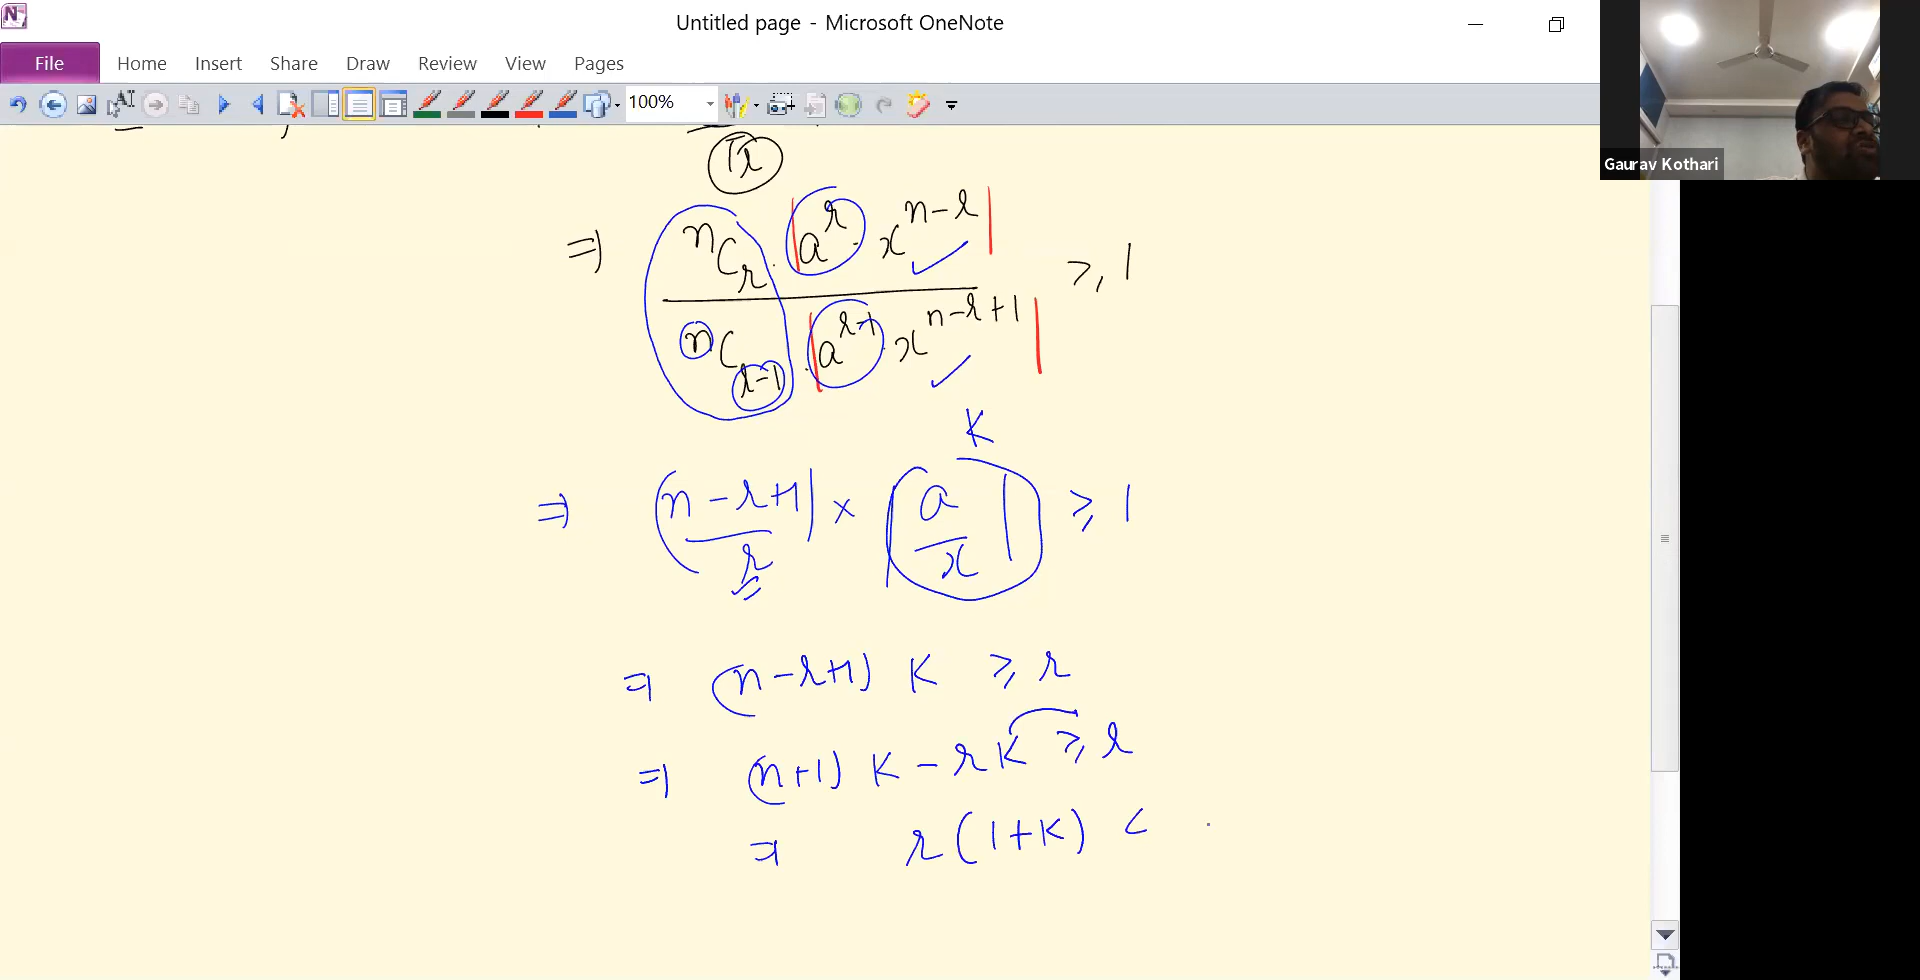 Untitled page - Microsoft OneNote
File Home Insert Share Draw Review View Pages
100%
Gaurav Kothari
Tr
⇒ nCr · |a^r · x^(n-r)| / nC(r-1) · |a^(r-1) · x^(n-r+1)| ≥ 1
K
⇒ (n-r+1 / r) × |a / x| ≥ 1
⇒ (n-r+1) K ≥ r
⇒ (n+1) K - rK ≥ r
⇒ r(1+K) <